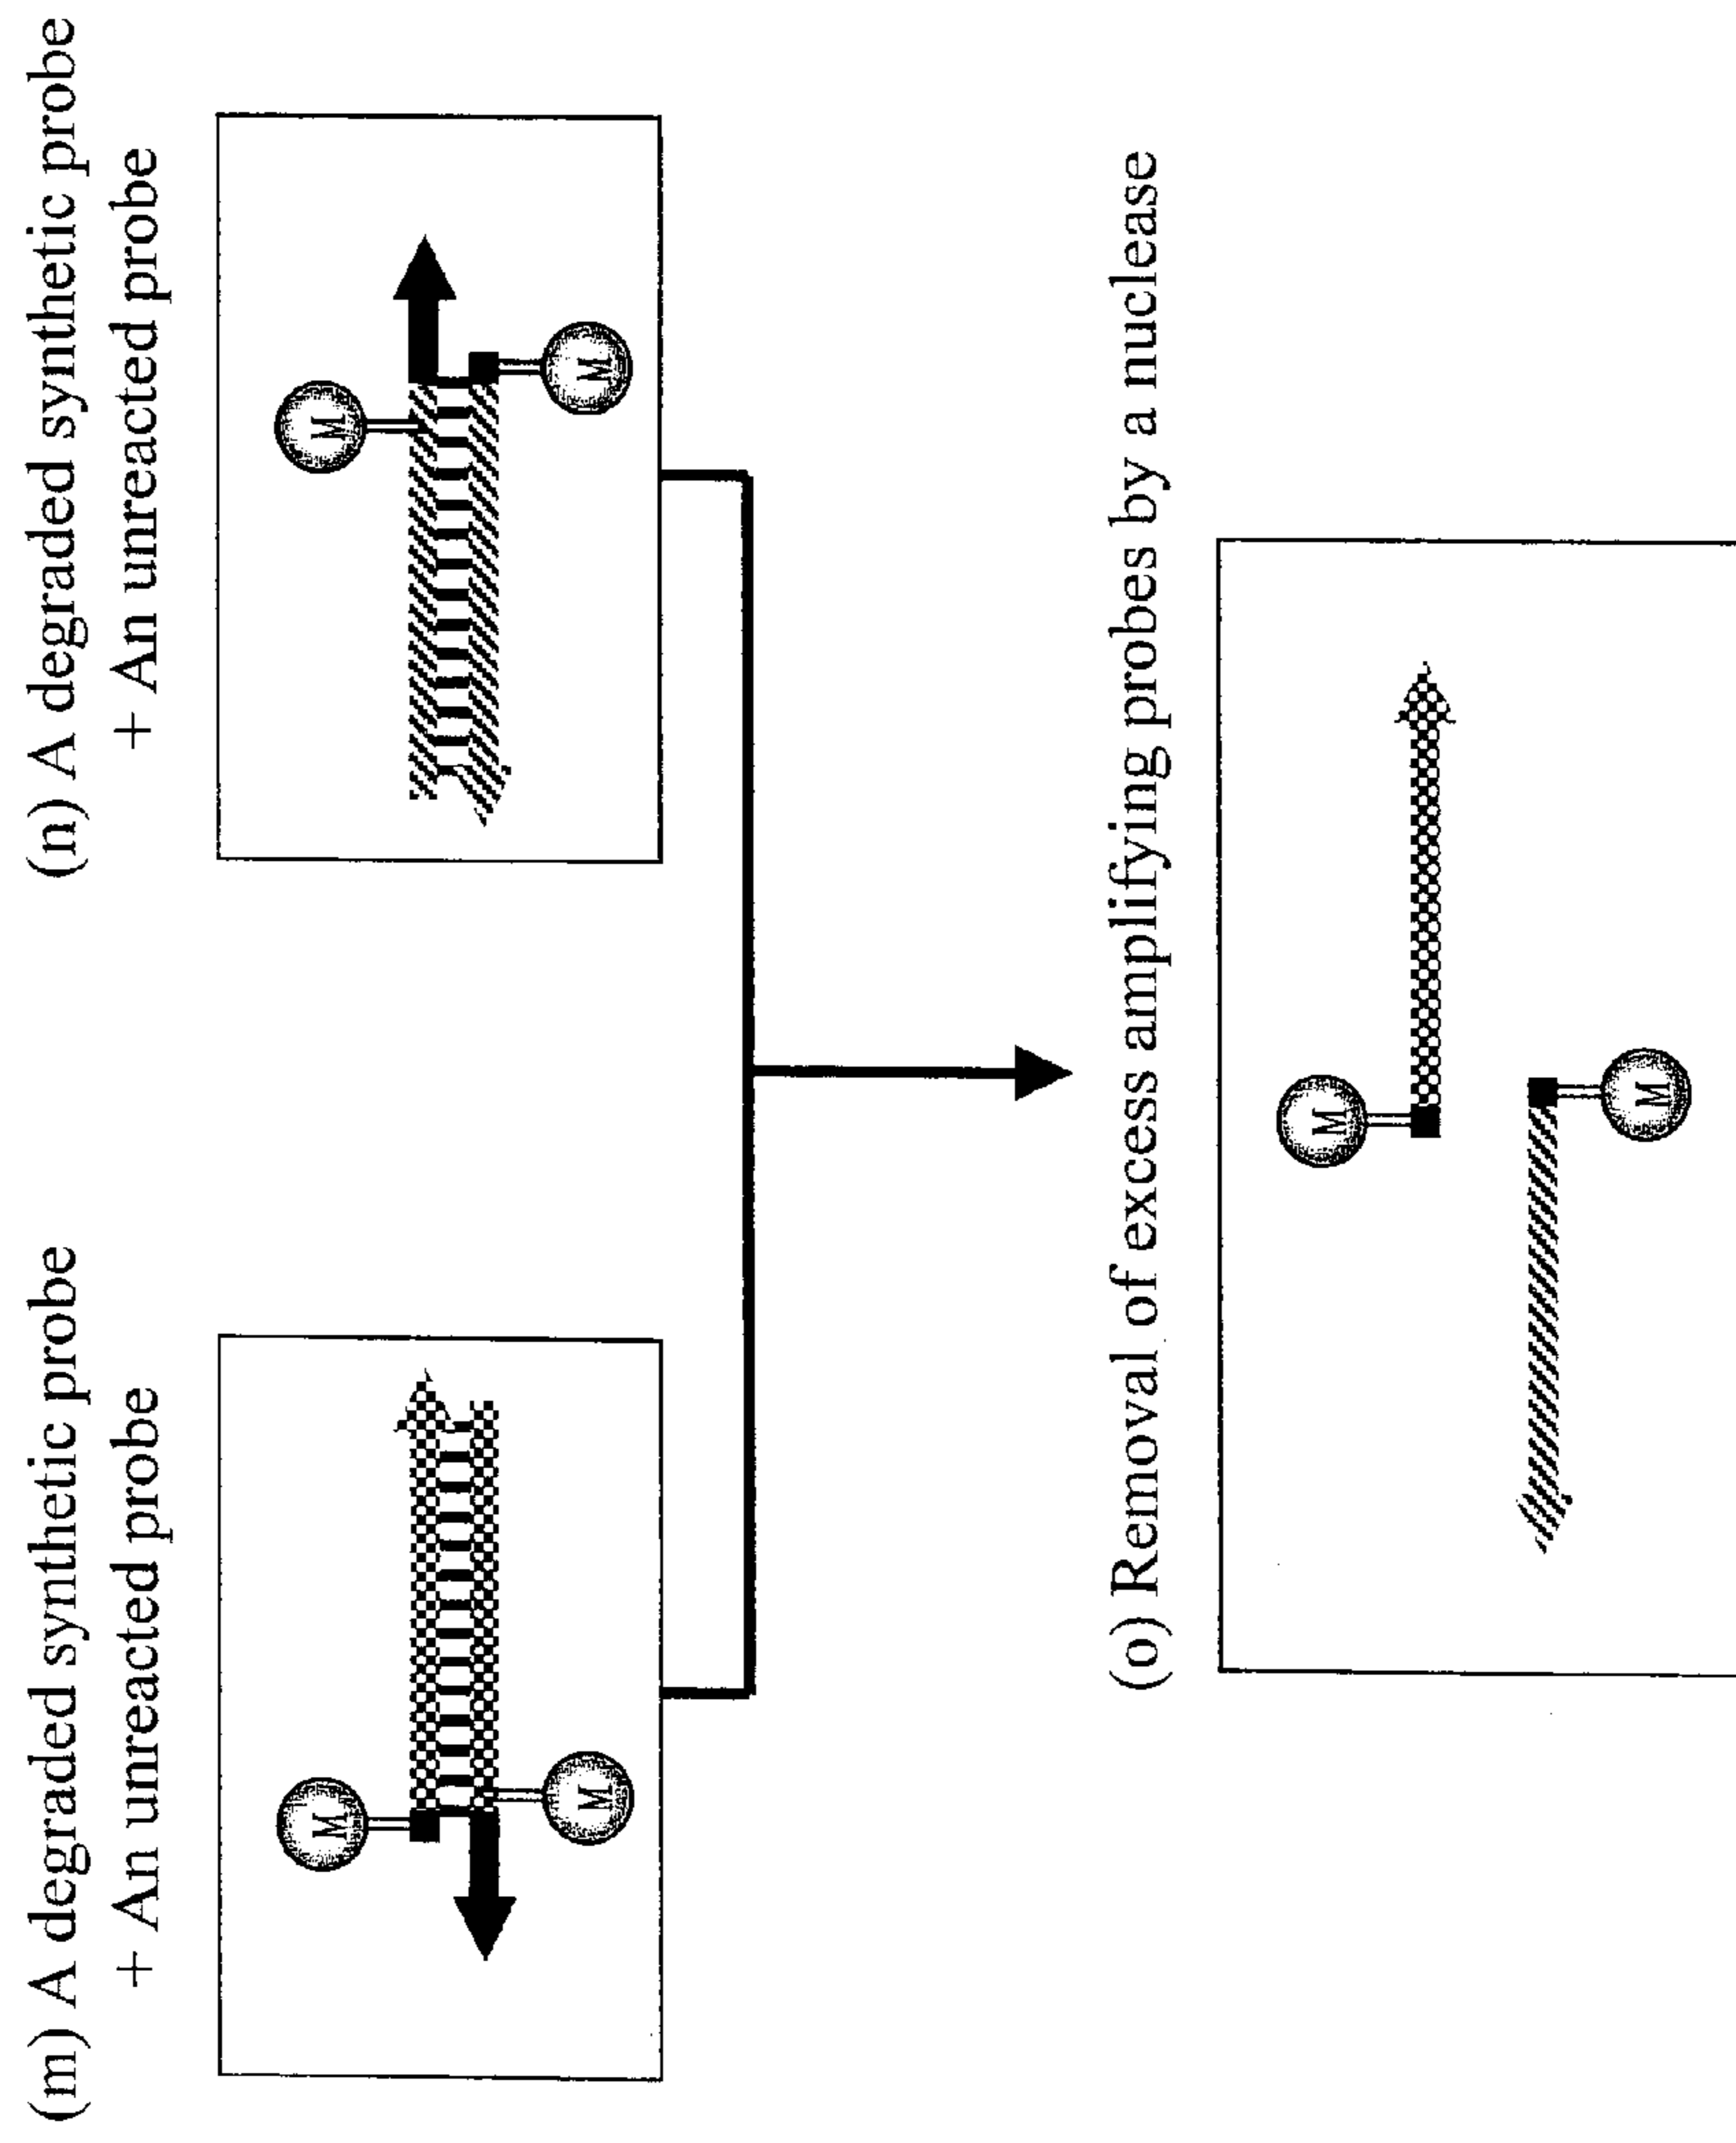 (m) A degraded synthetic probe
+ An unreacted probe
M
M
(n) A degraded synthetic probe
+ An unreacted probe
M
M
(o) Removal of excess amplifying probes by a nuclease
M
M